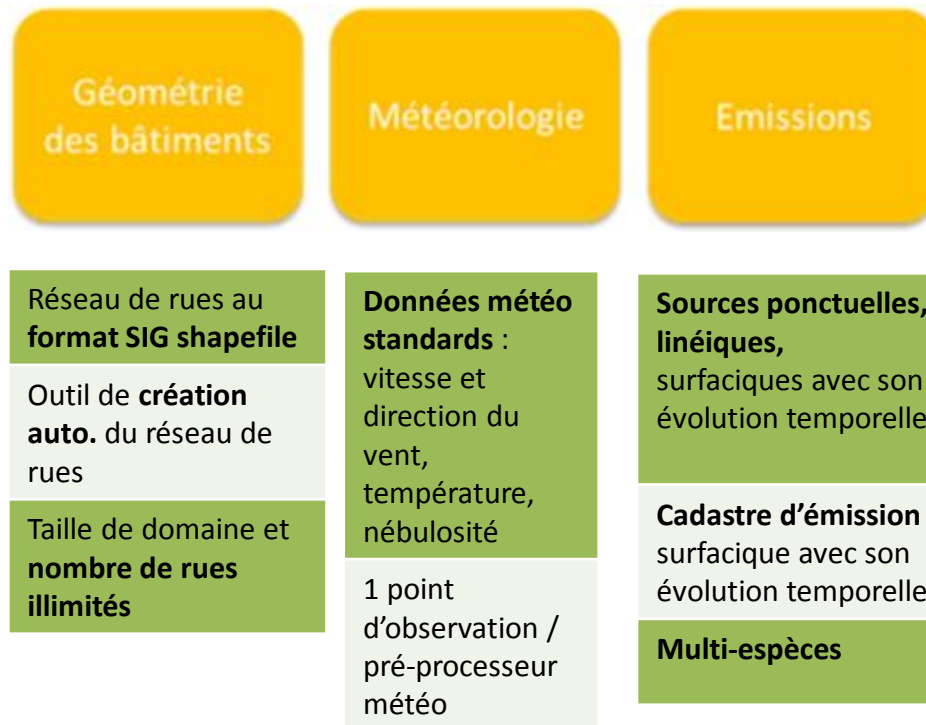 Géométrie
des bâtiments
Météorologie
Emissions
Réseau de rues au
format SIG shapefile
Outil de création
auto. du réseau de
rues
Taille de domaine et
nombre de rues
illimités
Données météo
standards :
vitesse et
direction du
vent,
température,
nébulosité
1 point
d'observation /
pré-processeur
météo
Sources ponctuelles,
linéiques,
surfaciques avec son
évolution temporelle
Cadastre d'émission
surfacique avec son
évolution temporelle
Multi-espèces